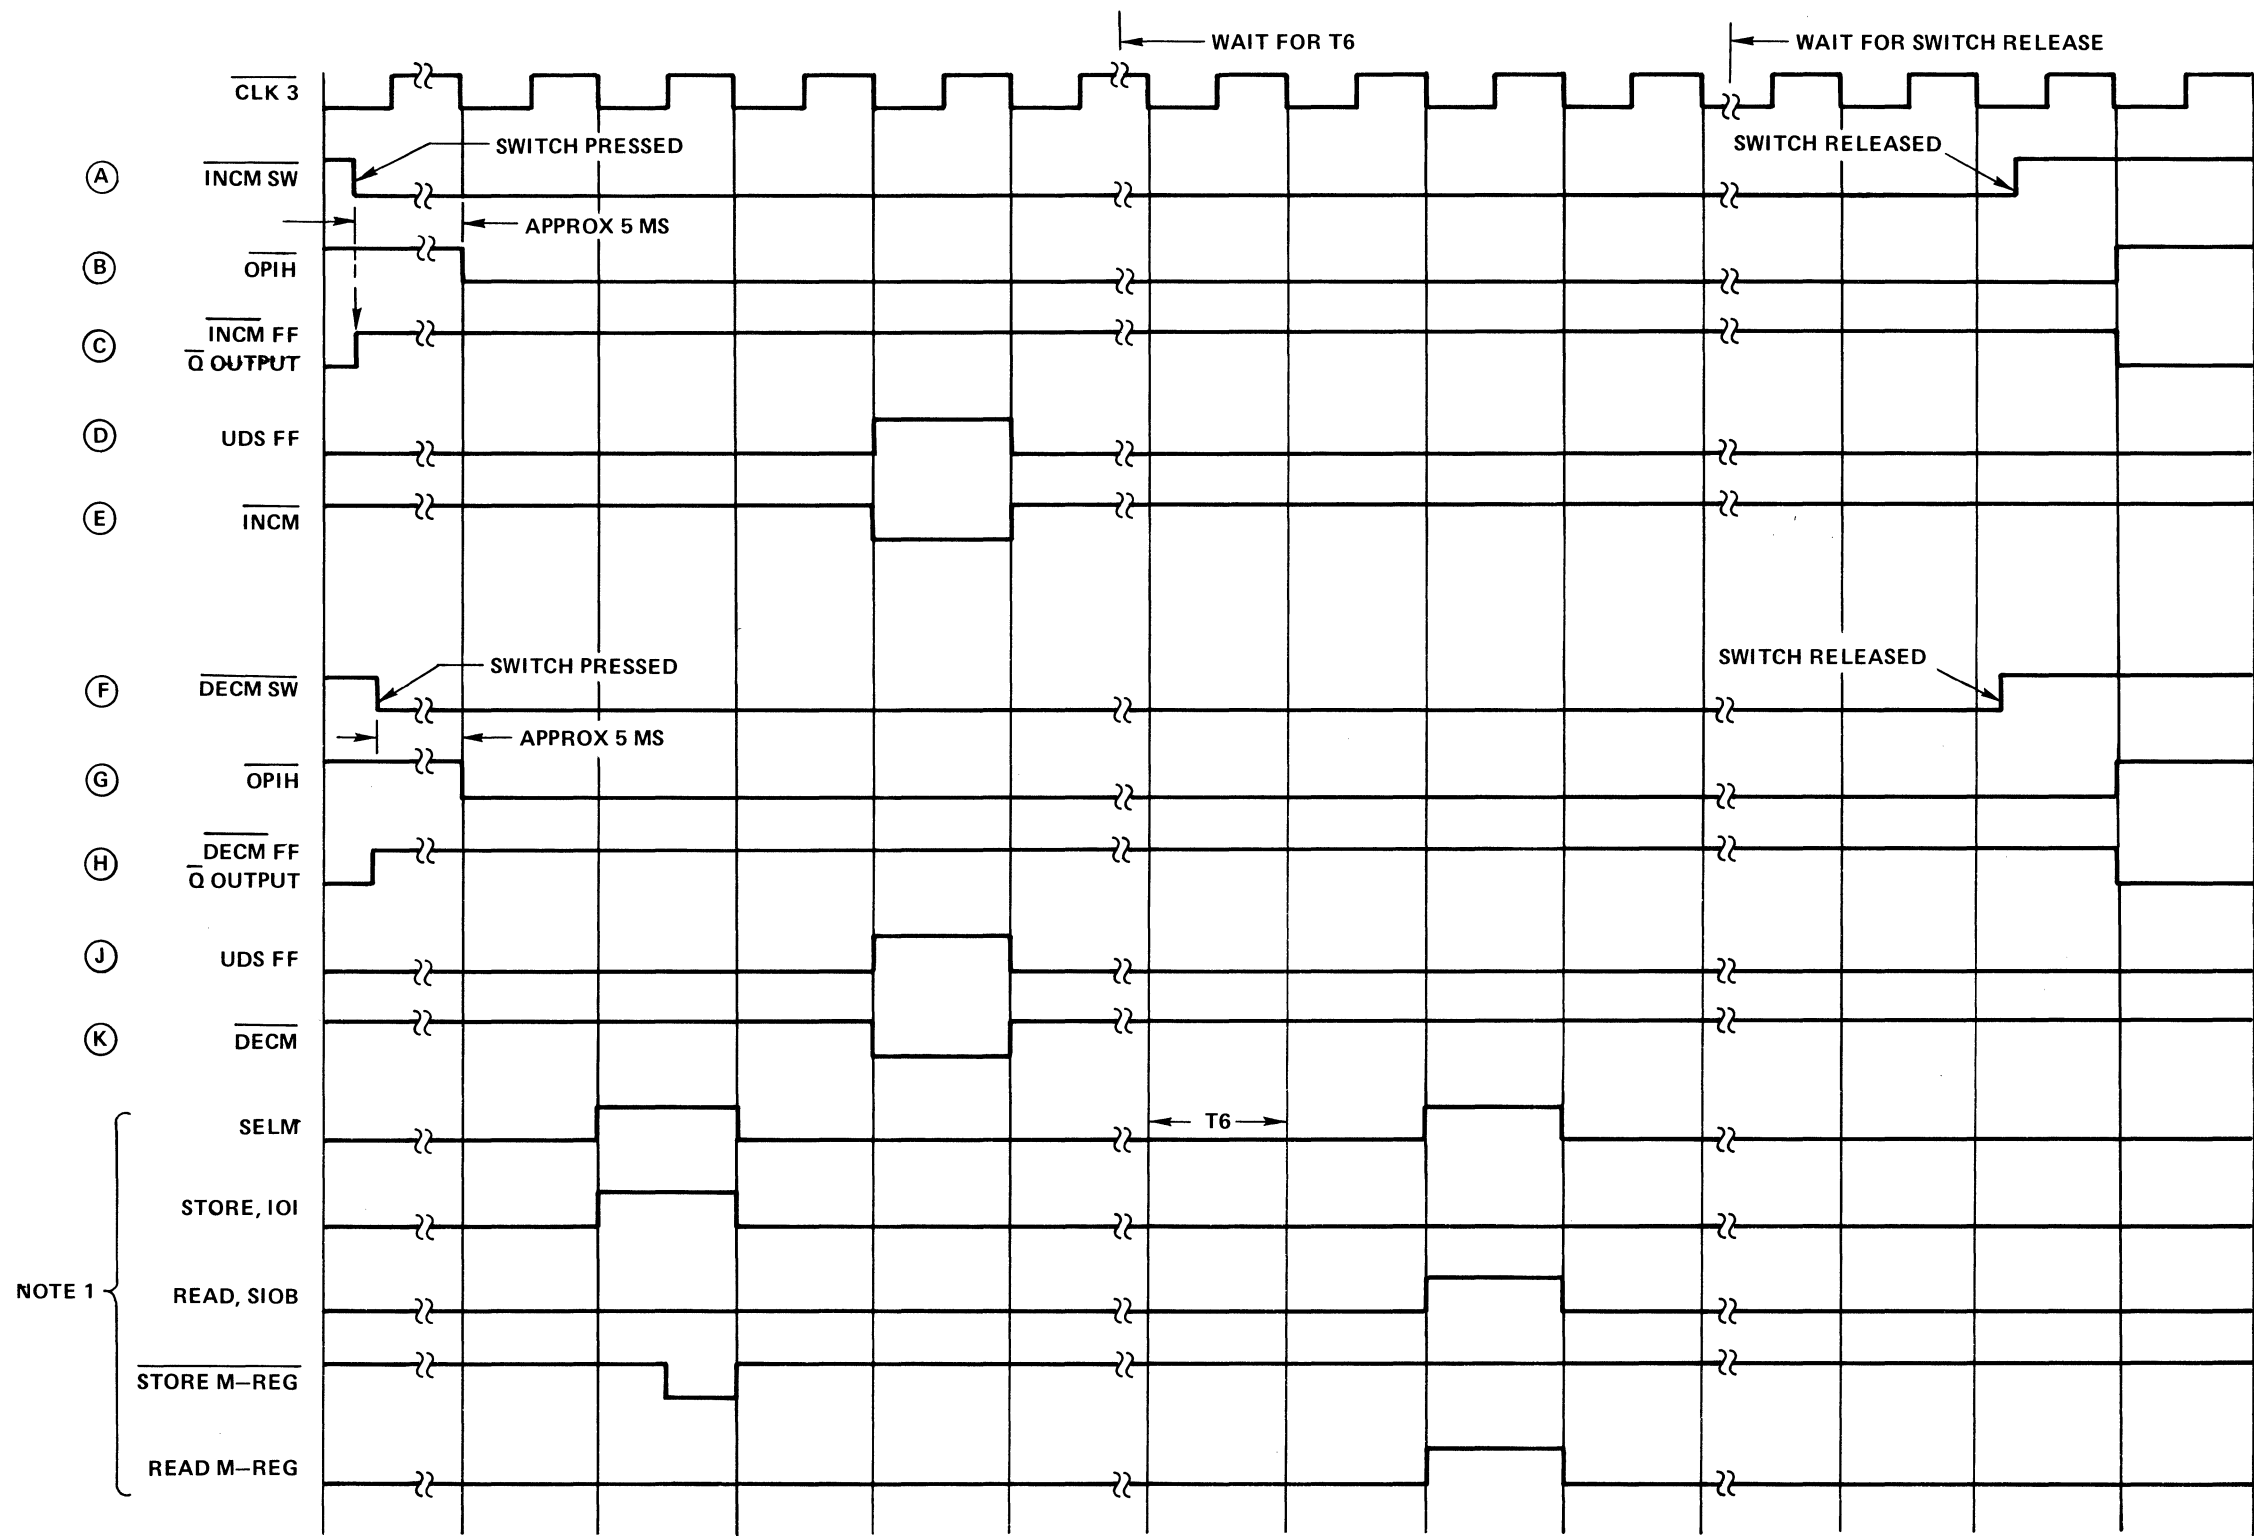 WAIT FOR T6
WAIT FOR SWITCH RELEASE
CLK 3
SWITCH PRESSED
SWITCH RELEASED
A INCM SW
APPROX 5 MS
B OPIH
C INCM FF
Q OUTPUT
D UDS FF
E INCM
SWITCH PRESSED
SWITCH RELEASED
F DECM SW
APPROX 5 MS
G OPIH
H DECM FF
Q OUTPUT
J UDS FF
K DECM
SELM
T6
STORE, IOI
NOTE 1
READ, SIOB
STORE M–REG
READ M–REG